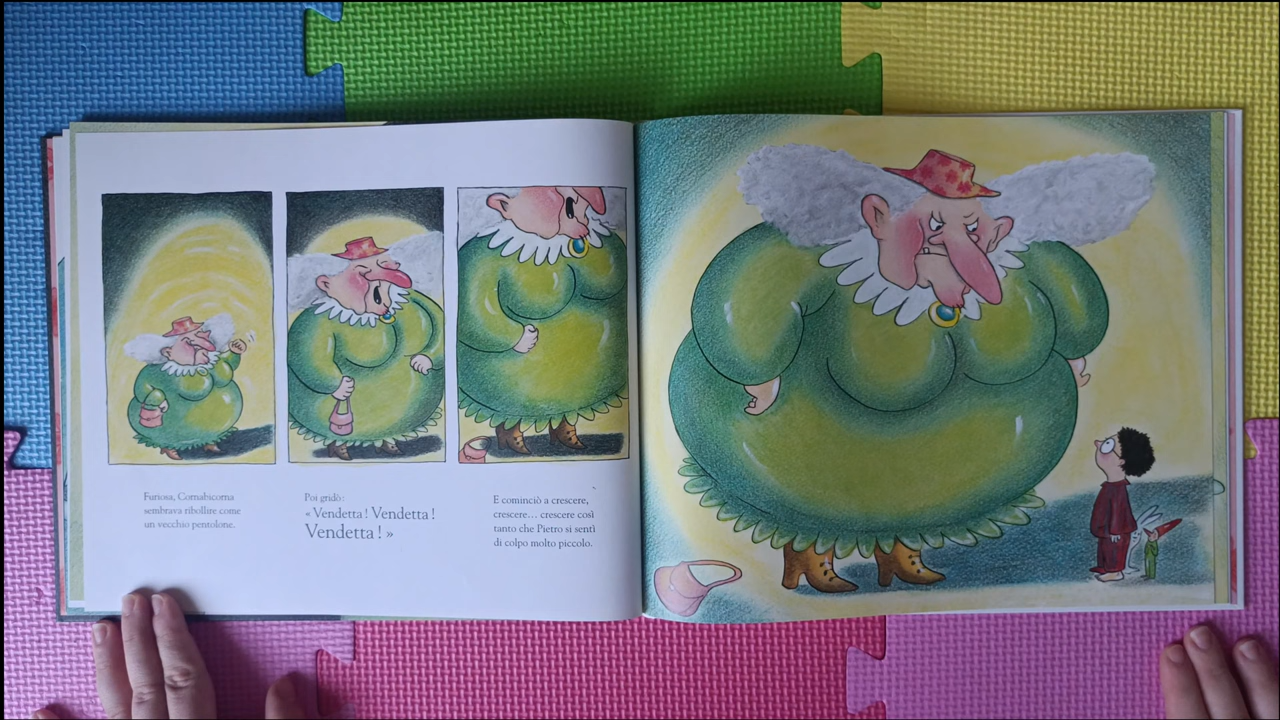 Furiosa, Cornabicorna
sembrava ribollire come
un vecchio pentolone.
Poi gridò:
« Vendetta ! Vendetta !
Vendetta ! »
E cominciò a crescere,
crescere… crescere così
tanto che Pietro si sentì
di colpo molto piccolo.